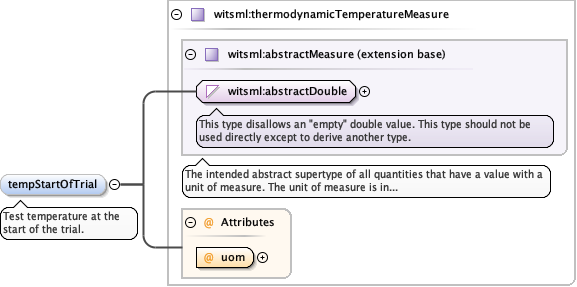 witsml:thermodynamicTemperatureMeasure
witsml:abstractMeasure (extension base)
witsml:abstractDouble
This type disallows an "empty" double value. This type should not be
used directly except to derive another type.
The intended abstract supertype of all quantities that have a value with a
unit of measure. The unit of measure is in...
tempStartOfTrial
Test temperature at the
start of the trial.
@ Attributes
@ uom